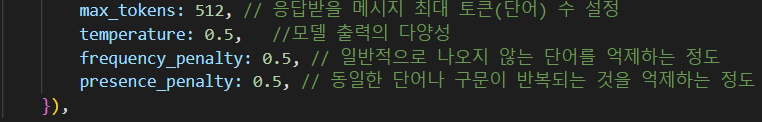 max_tokens: 512, // 응답받을 메시지 최대 토큰(단어) 수 설정
temperature: 0.5, //모델 출력의 다양성
frequency_penalty: 0.5, // 일반적으로 나오지 않는 단어를 억제하는 정도
presence_penalty: 0.5, // 동일한 단어나 구문이 반복되는 것을 억제하는 정도
}),